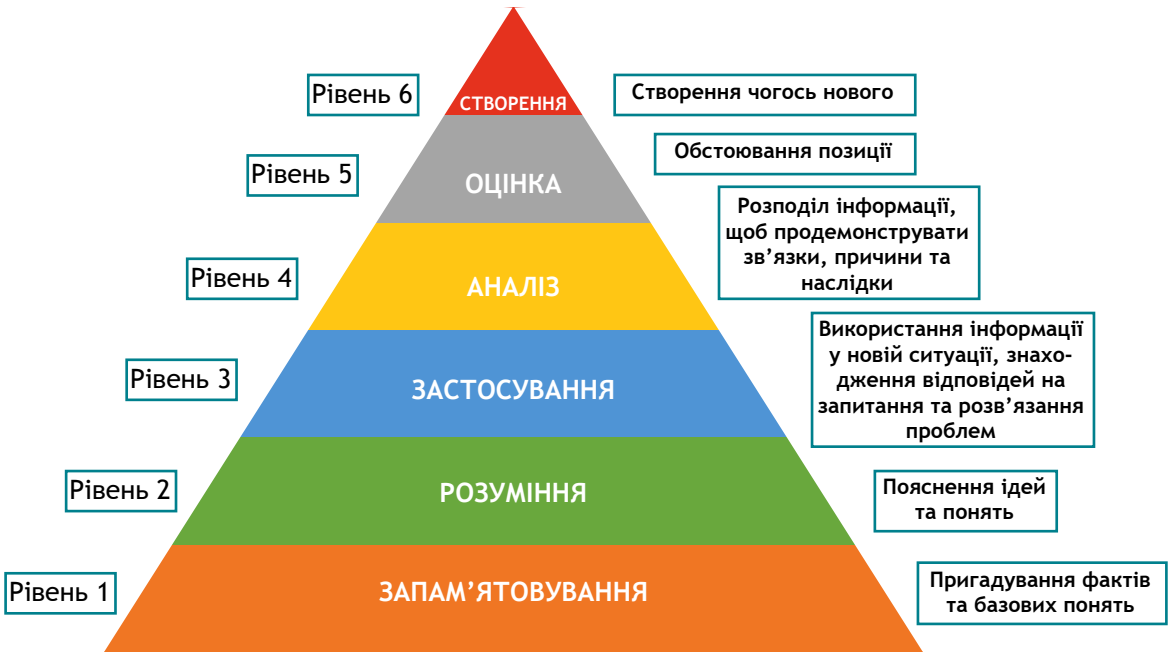 Рівень 6
СТВОРЕННЯ
Створення чогось нового
Рівень 5
ОЦІНКА
Обстоювання позиції
Рівень 4
АНАЛІЗ
Розподіл інформації,
щоб продемонструвати
зв’язки, причини та
наслідки
Рівень 3
ЗАСТОСУВАННЯ
Використання інформації
у новій ситуації, знахо-
дження відповідей на
запитання та розв’язання
проблем
Рівень 2
РОЗУМІННЯ
Пояснення ідей
та понять
Рівень 1
ЗАПАМ’ЯТОВУВАННЯ
Пригадування фактів
та базових понять